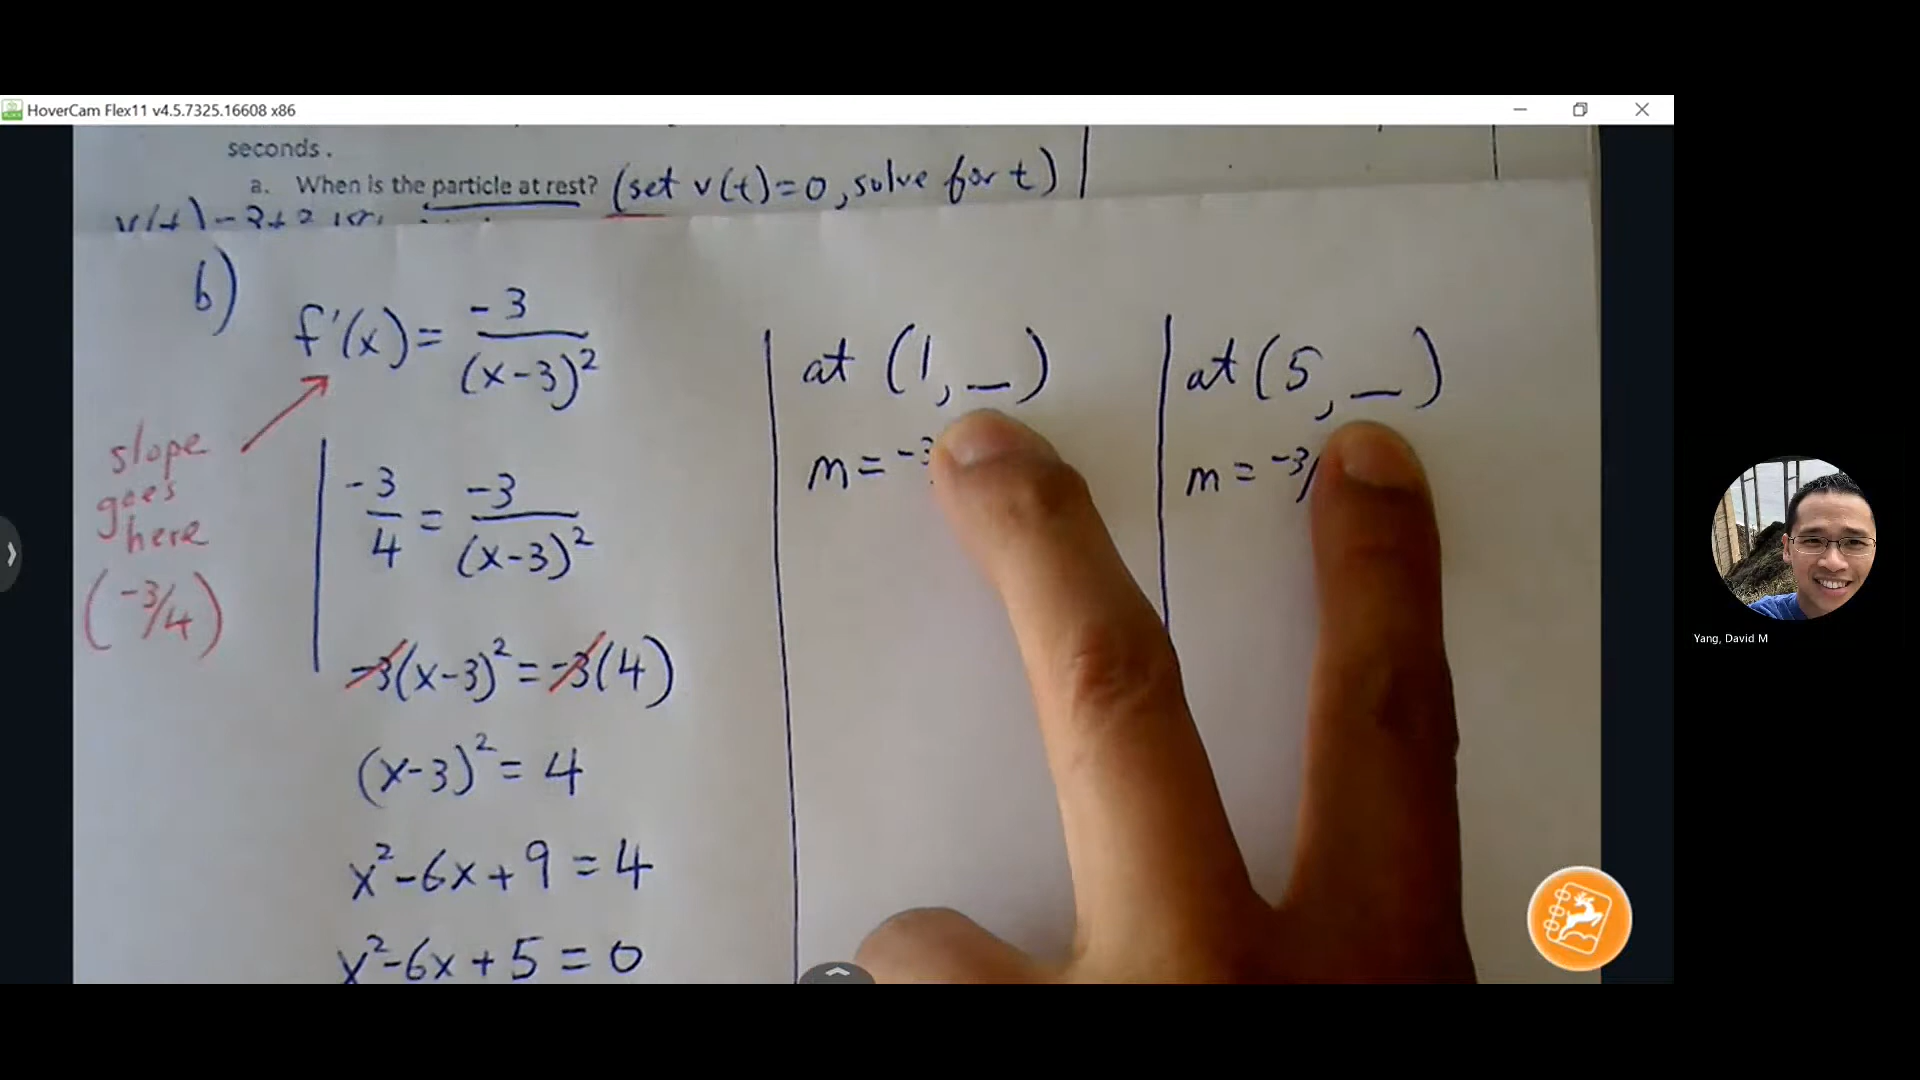 HoverCam Flex11 v4.5.7325.16608 x86
seconds .
a. When is the particle at rest? (set v(t)=0, solve for t)
b)
f'(x) = -3/(x-3)²
slope
goes
here
(-3/4)
-3/4 = -3/(x-3)²
-3(x-3)² = -3(4)
(x-3)² = 4
x²-6x+9 = 4
x²-6x+5 = 0
at (1, _)
m = -3
at (5, _)
m = -3/
Yang, David M